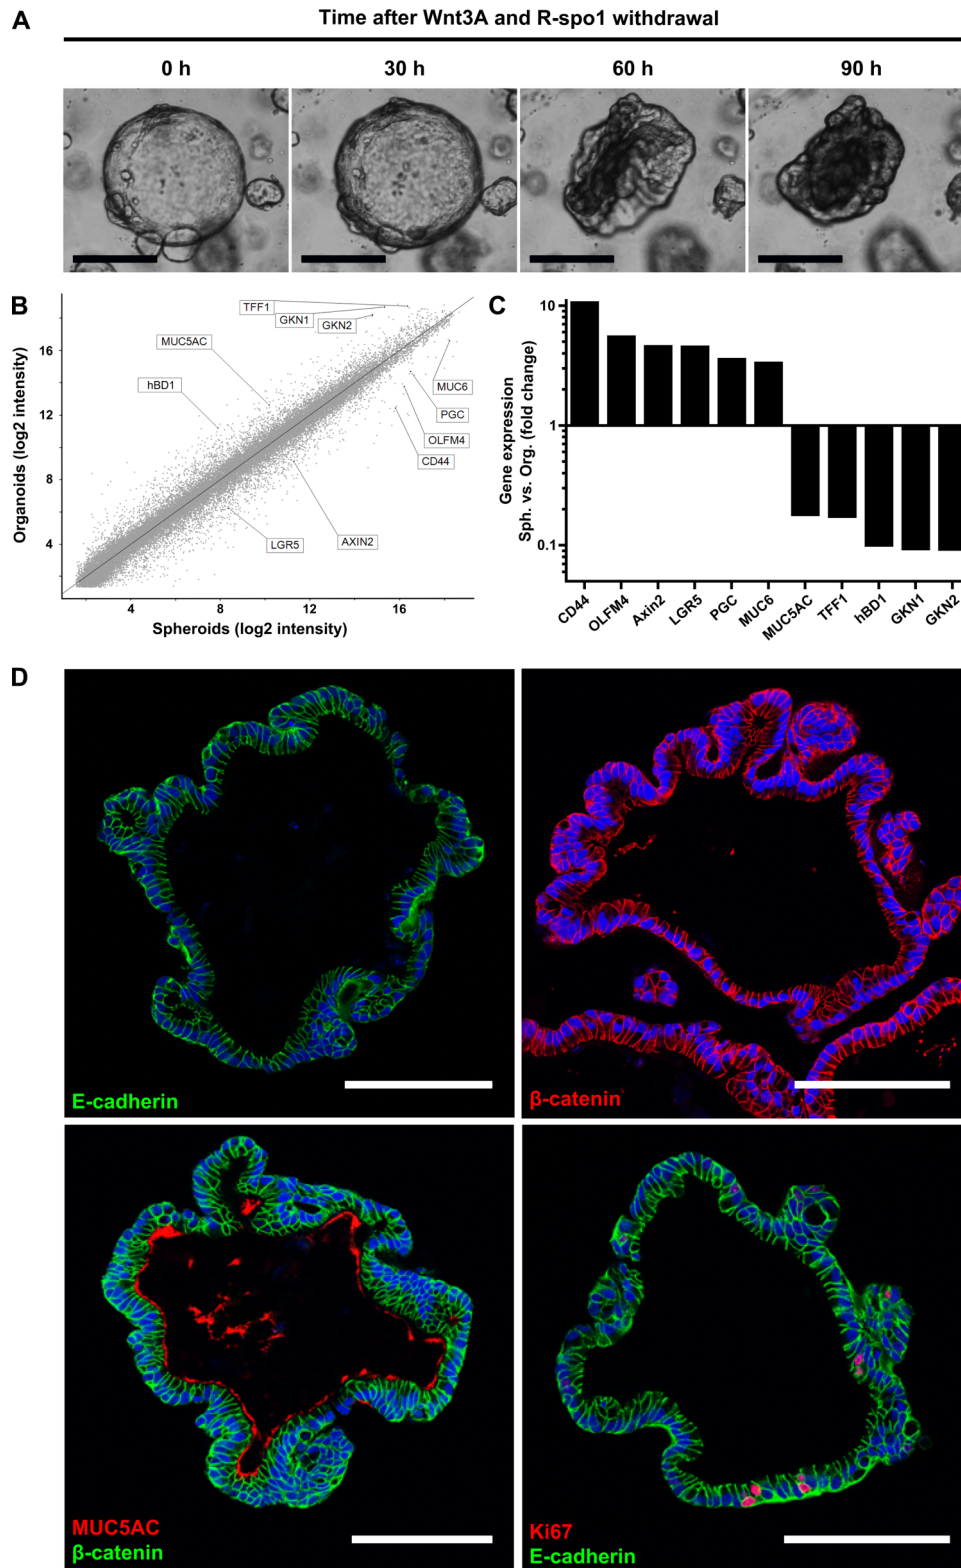 A
Time after Wnt3A and R-spo1 withdrawal
0 h 30 h 60 h 90 h
B
TFF1
GKN1
GKN2
MUC5AC
hBD1
MUC6
PGC
OLFM4
CD44
AXIN2
LGR5
Organoids (log2 intensity)
16
12
8
4
4 8 12 16
Spheroids (log2 intensity)
C
Gene expression
Sph. vs. Org. (fold change)
10
1
0.1
CD44 OLFM4 Axin2 LGR5 PGC MUC6 MUC5AC TFF1 hBD1 GKN1 GKN2
D
E-cadherin
β-catenin
MUC5AC
β-catenin
Ki67
E-cadherin